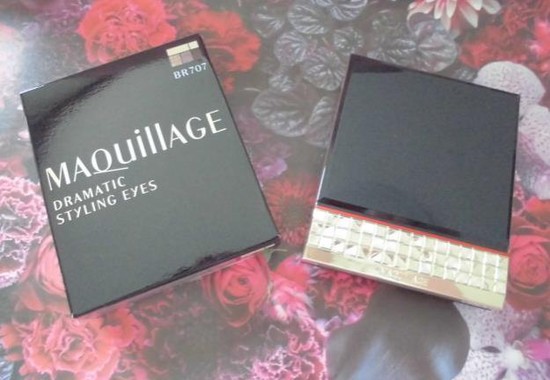 BR707
MAQuillAGE
DRAMATIC
STYLING EYES